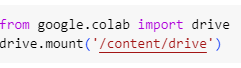 from google.colab import drive
drive.mount('/content/drive')